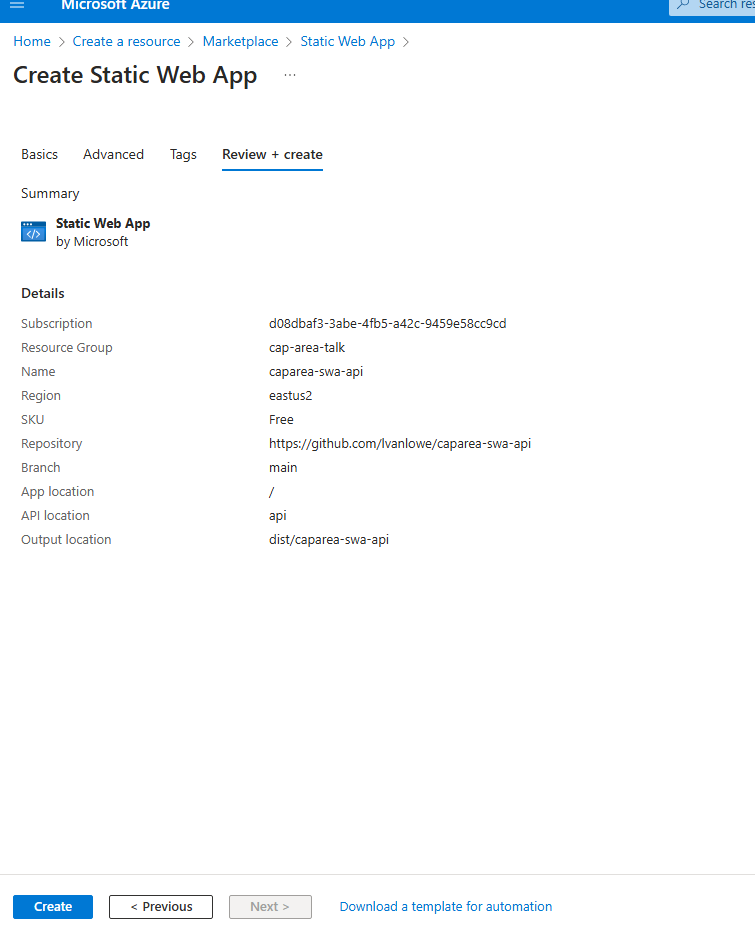 Microsoft Azure
Search res
Home > Create a resource > Marketplace > Static Web App >
Create Static Web App ...
Basics Advanced Tags Review + create
Summary
Static Web App
by Microsoft
Details
Subscription d08dbaf3-3abe-4fb5-a42c-9459e58cc9cd
Resource Group cap-area-talk
Name caparea-swa-api
Region eastus2
SKU Free
Repository https://github.com/lvanlowe/caparea-swa-api
Branch main
App location /
API location api
Output location dist/caparea-swa-api
Create < Previous Next > Download a template for automation